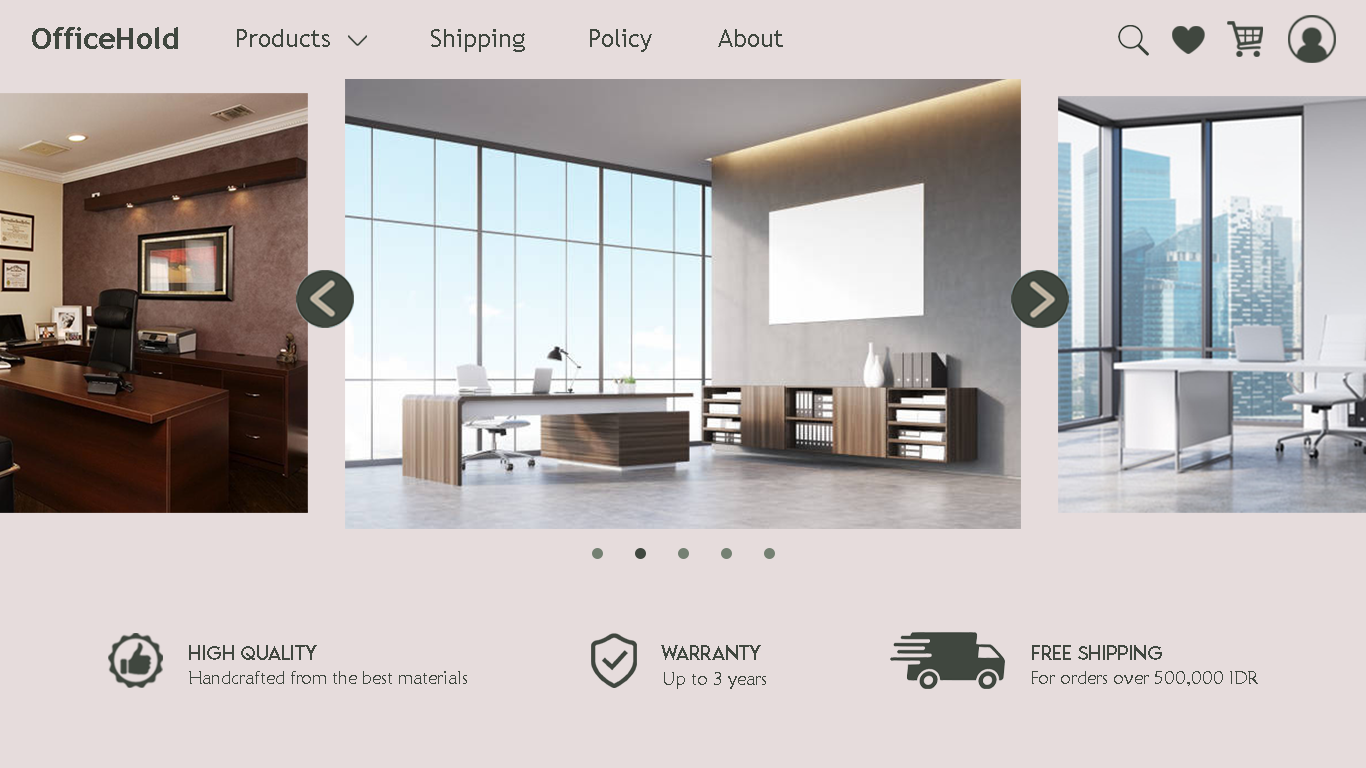 OfficeHold
Products
Shipping
Policy
About
HIGH QUALITY
Handcrafted from the best materials
WARRANTY
Up to 3 years
FREE SHIPPING
For orders over 500,000 IDR